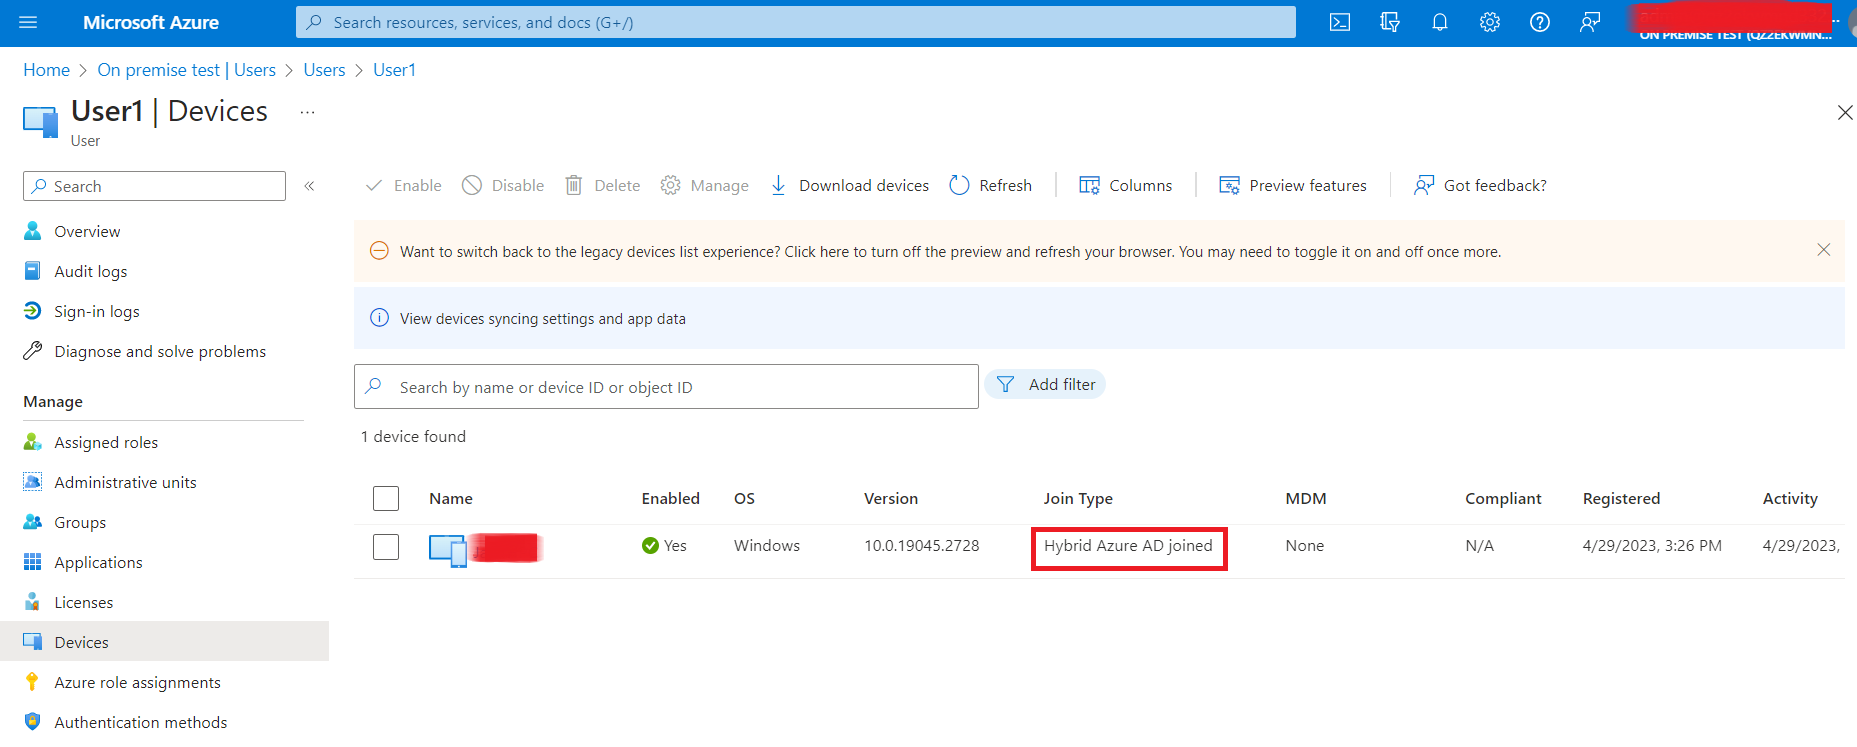 Microsoft Azure
Search resources, services, and docs (G+/)
ON PREMISE TEST
Home > On premise test | Users > Users > User1
User1 | Devices ...
User
Search «
Enable Disable Delete Manage Download devices Refresh Columns Preview features Got feedback?
Overview
Audit logs
Sign-in logs
Diagnose and solve problems
Manage
Assigned roles
Administrative units
Groups
Applications
Licenses
Devices
Azure role assignments
Authentication methods
Want to switch back to the legacy devices list experience? Click here to turn off the preview and refresh your browser. You may need to toggle it on and off once more.
View devices syncing settings and app data
Search by name or device ID or object ID
Add filter
1 device found
Name Enabled OS Version Join Type MDM Compliant Registered Activity
Yes Windows 10.0.19045.2728 Hybrid Azure AD joined None N/A 4/29/2023, 3:26 PM 4/29/2023,